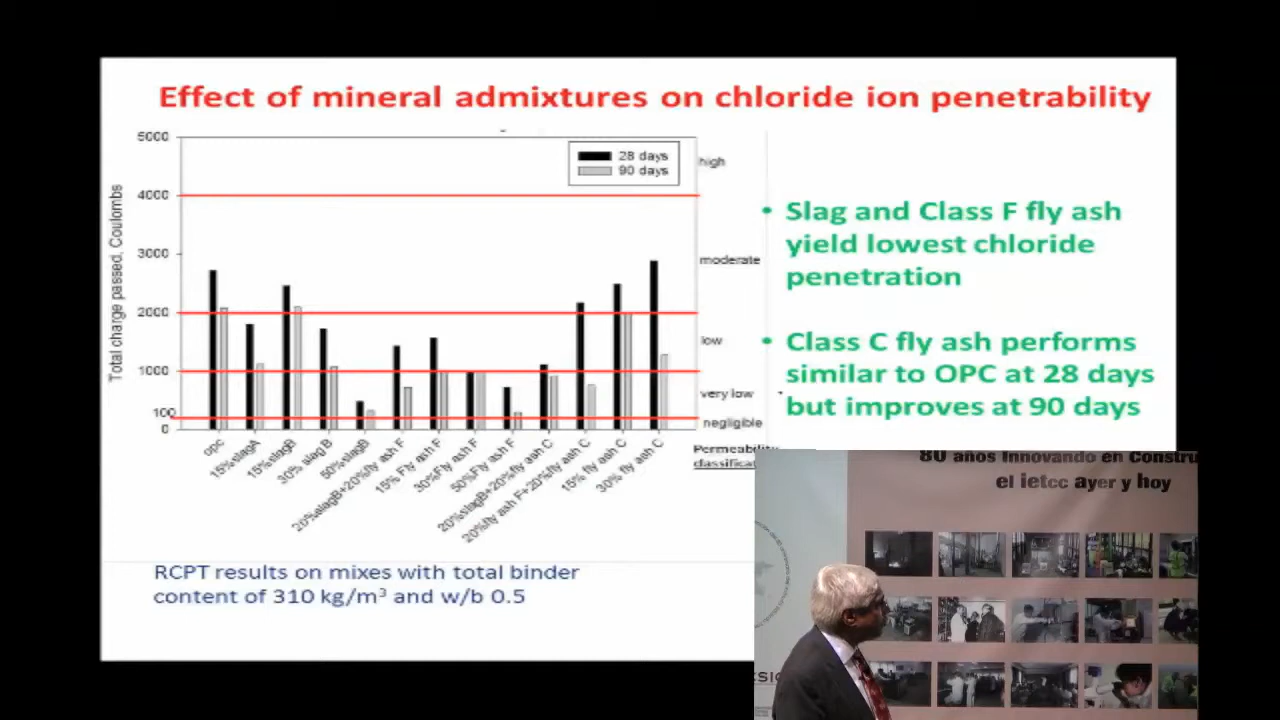 Effect of mineral admixtures on chloride ion penetrability
5000
4000
3000
2000
1000
100
0
Total charge passed, Coulombs
28 days
90 days
high
moderate
low
very low
negligible
Permeability
opc
15%slagA
15%slagB
30% slag B
50%slagB
20%slagB+20%fly ash F
15% Fly ash F
30%Fly ash F
50%Fly ash F
20%slagB+20%fly ash C
20%fly ash F+20%fly ash C
15% fly ash C
30% fly ash C
• Slag and Class F fly ash
yield lowest chloride
penetration
• Class C fly ash performs
similar to OPC at 28 days
but improves at 90 days
RCPT results on mixes with total binder
content of 310 kg/m³ and w/b 0.5
80 años innovando en Constru
el ietcc ayer y hoy